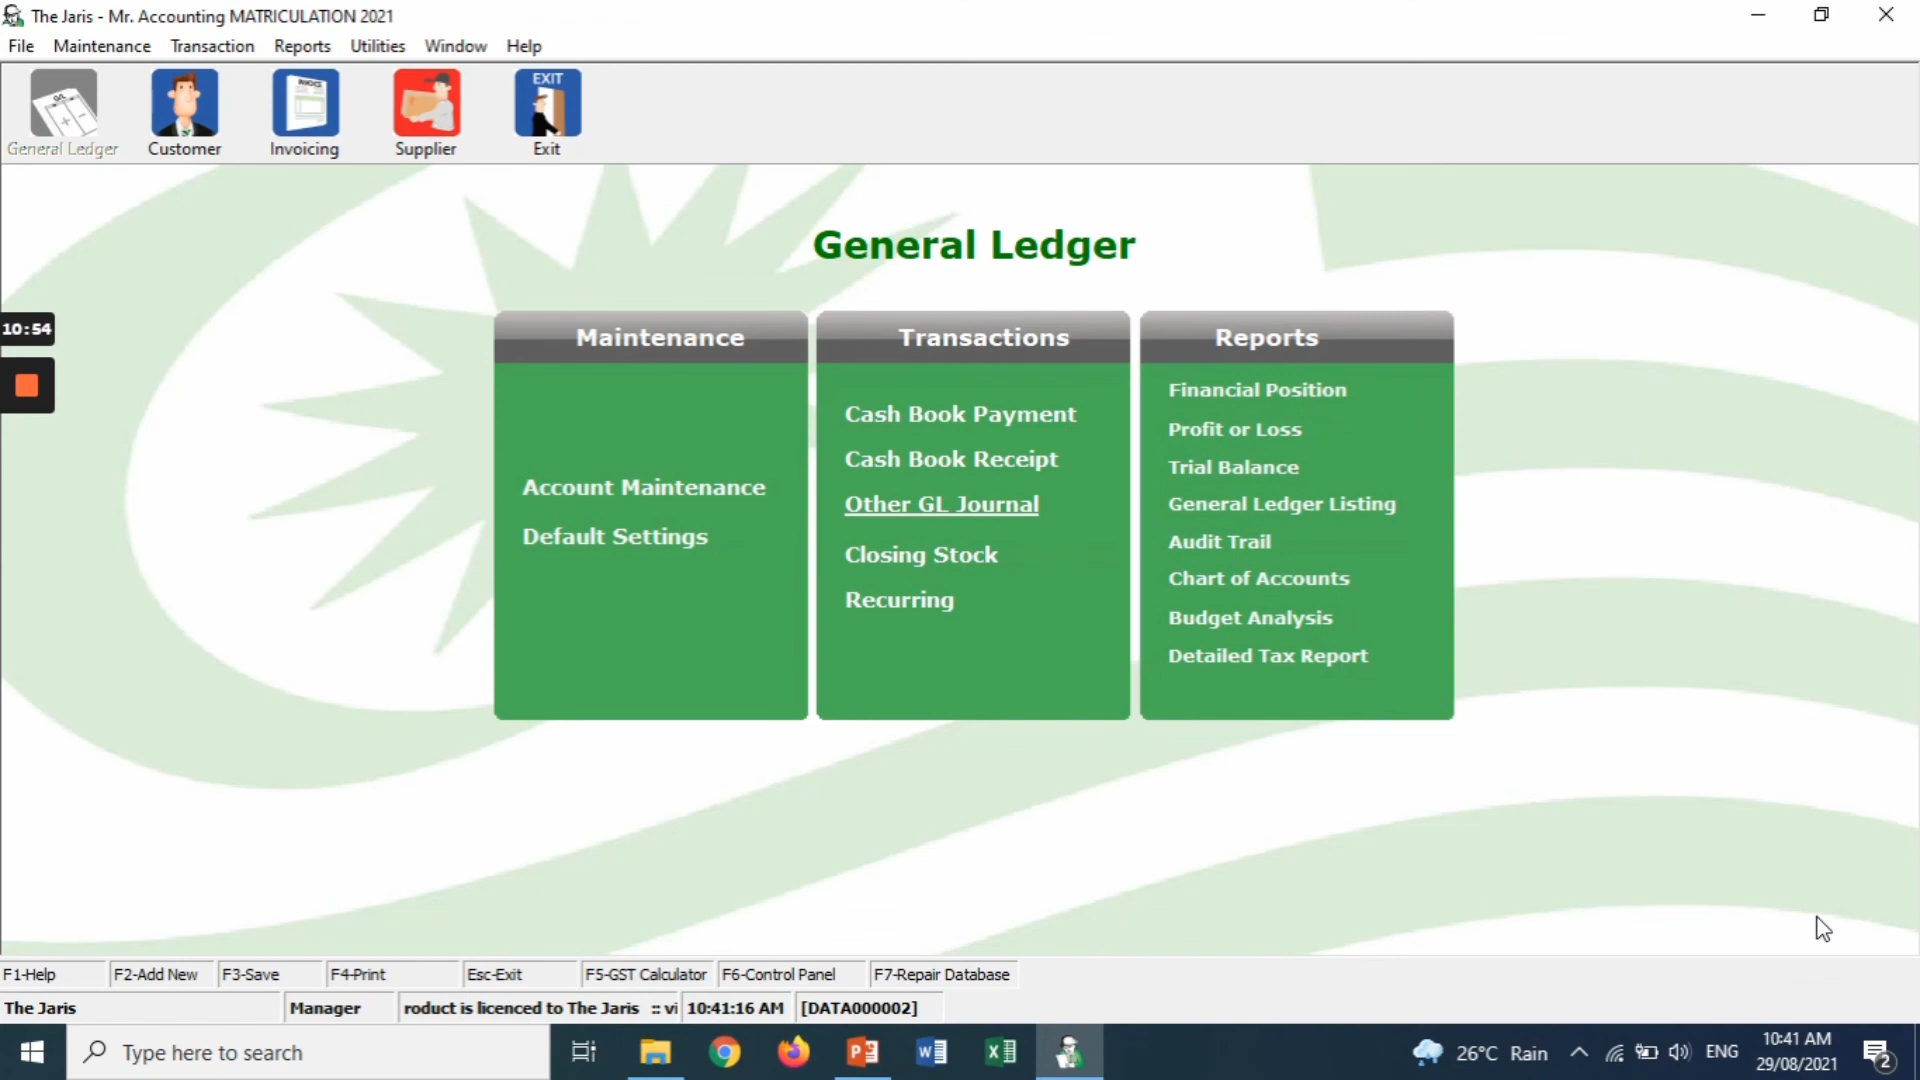 The Jaris - Mr. Accounting MATRICULATION 2021
File Maintenance Transaction Reports Utilities Window Help
INVOICE
EXIT
General Ledger Customer Invoicing Supplier Exit
General Ledger
10:54
Maintenance
Account Maintenance
Default Settings
Transactions
Cash Book Payment
Cash Book Receipt
Other GL Journal
Closing Stock
Recurring
Reports
Financial Position
Profit or Loss
Trial Balance
General Ledger Listing
Audit Trail
Chart of Accounts
Budget Analysis
Detailed Tax Report
F1-Help F2-Add New F3-Save F4-Print Esc-Exit F5-GST Calculator F6-Control Panel F7-Repair Database
The Jaris Manager roduct is licenced to The Jaris :: vi 10:41:16 AM [DATA000002]
Type here to search
26°C Rain
ENG
10:41 AM
29/08/2021
2